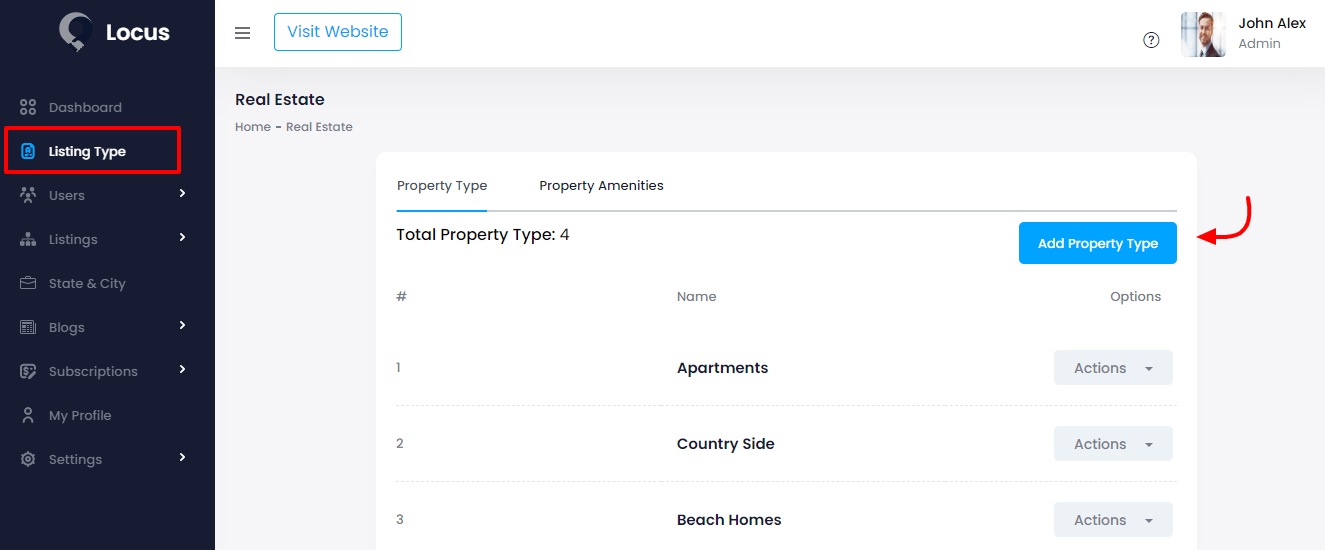 Locus
Visit Website
John Alex
Admin
Dashboard
Listing Type
Users
Listings
State & City
Blogs
Subscriptions
My Profile
Settings
Real Estate
Home - Real Estate
Property Type Property Amenities
Total Property Type: 4 Add Property Type
# Name Options
1 Apartments Actions
2 Country Side Actions
3 Beach Homes Actions